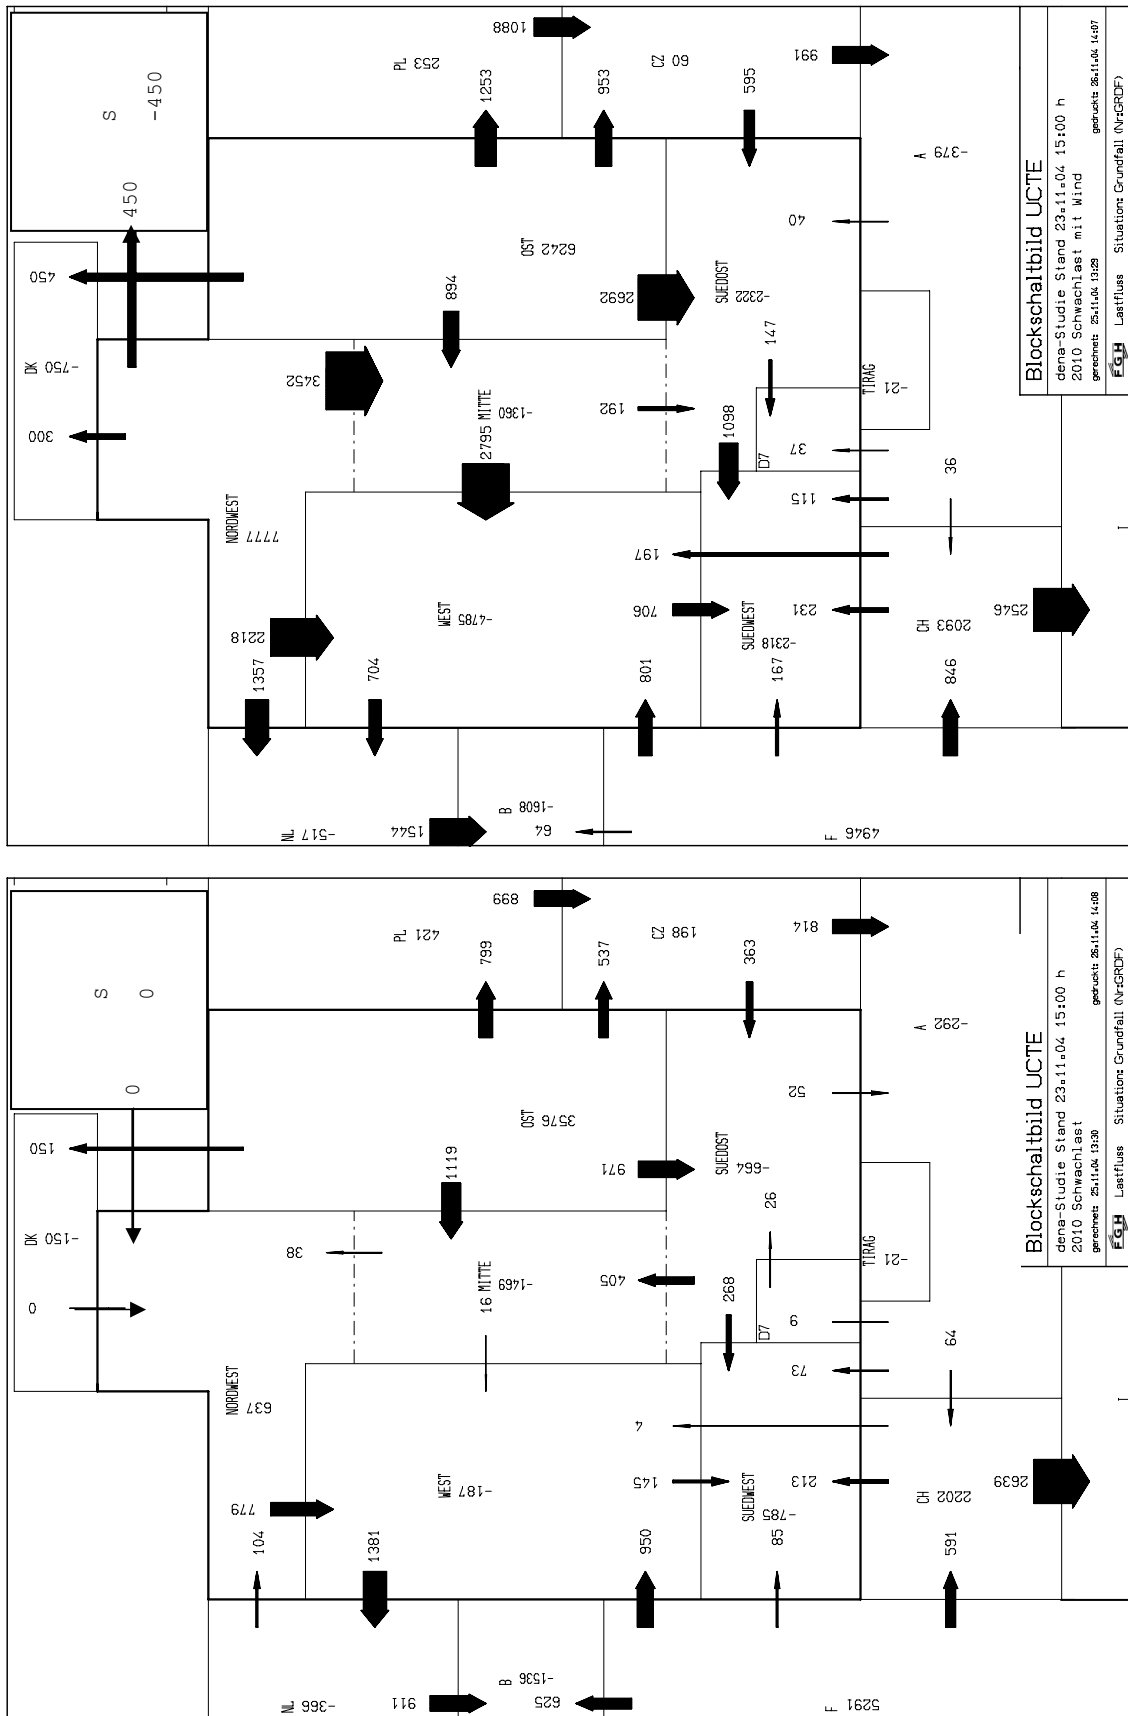 Blockschaltbild UCTE
dena-Studie Stand 23.11.04 15:00 h
2010 Schwachlast mit Wind
gerechnet: 25.11.04 13:29
gedruckt: 26.11.04 14:07
FGH Lastfluss Situation: Grundfall (Nr:GRDF)
S
-450
450
DK -750
450
300
PL 253
1088
1253
CZ 60
953
595
991
A -379
OST 6242
894
3452
2692
SUEDOST -2322
40
147
NORDWEST 7777
2795 MITTE -1360
192
1098
D7
37
TIRAG -21
115
36
WEST -4785
2218
1357
704
706
197
801
SUEDWEST -2318
231
167
CH 2093
2546
846
NL -517
1544
B -1608
64
F 4946
I
Blockschaltbild UCTE
dena-Studie Stand 23.11.04 15:00 h
2010 Schwachlast
gerechnet: 25.11.04 13:30
gedruckt: 26.11.04 14:08
FGH Lastfluss Situation: Grundfall (Nr:GRDF)
S
0
0
DK -150
150
0
PL 421
899
799
CZ 198
537
363
814
A -292
OST 3576
1119
38
971
SUEDOST -664
52
26
NORDWEST 637
16 MITTE -1469
405
268
D7
9
TIRAG -21
73
64
WEST -187
779
104
1381
145
4
950
SUEDWEST -785
213
85
CH 2202
2639
591
NL -366
911
B -1536
625
F 5291
I